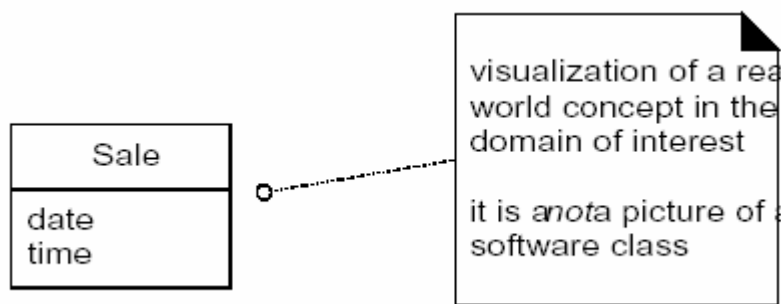 Sale
date
time
visualization of a rea
world concept in the
domain of interest
it is anota picture of a
software class